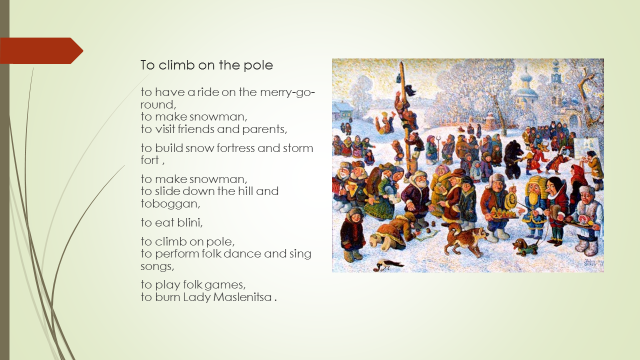 To climb on the pole
to have a ride on the merry-go-
round,
to make snowman,
to visit friends and parents,
to build snow fortress and storm
fort ,
to make snowman,
to slide down the hill and
toboggan,
to eat blini,
to climb on pole,
to perform folk dance and sing
songs,
to play folk games,
to burn Lady Maslenitsa .